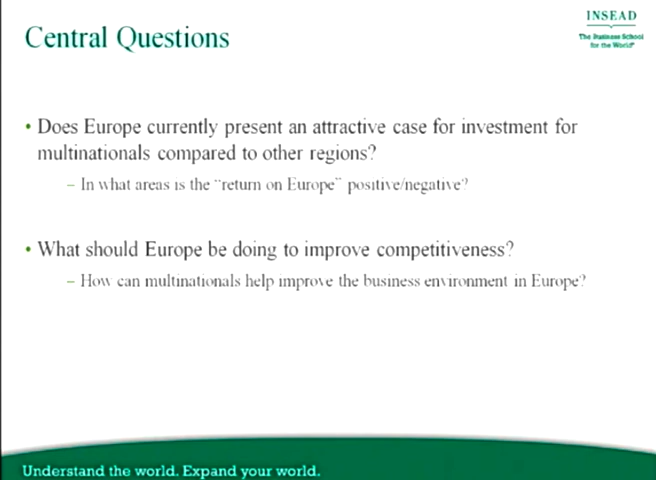 Central Questions
INSEAD
The Business School
for the World®
• Does Europe currently present an attractive case for investment for
multinationals compared to other regions?
– In what areas is the “return on Europe” positive/negative?
• What should Europe be doing to improve competitiveness?
– How can multinationals help improve the business environment in Europe?
Understand the world. Expand your world.